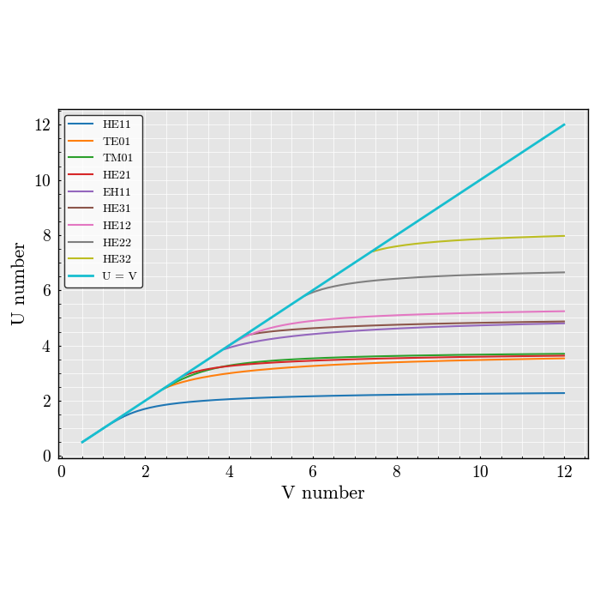 12
10
8
6
4
2
0
U number
HE11
TE01
TM01
HE21
EH11
HE31
HE12
HE22
HE32
U = V
0 2 4 6 8 10 12
V number